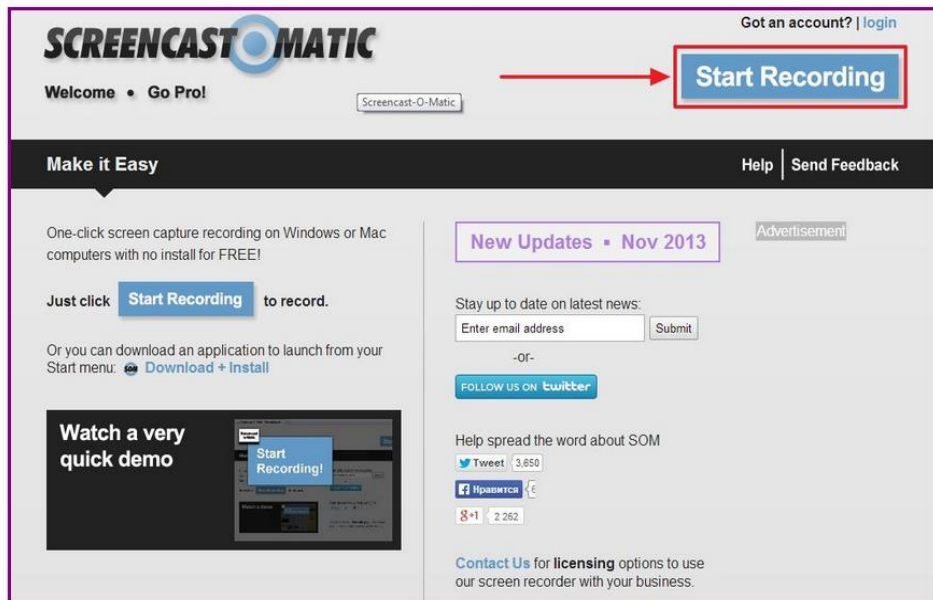 SCREENCAST-O-MATIC
Got an account? | login
Start Recording
Welcome • Go Pro!
Screencast-O-Matic
Make it Easy
Help | Send Feedback
One-click screen capture recording on Windows or Mac
computers with no install for FREE!
Just click Start Recording to record.
Or you can download an application to launch from your
Start menu: SOM Download + Install
Watch a very
quick demo
Start
Recording!
New Updates ▪ Nov 2013
Advertisement
Stay up to date on latest news:
Enter email address Submit
-or-
FOLLOW US ON twitter
Help spread the word about SOM
Tweet 3,650
Нравится
g+1 2 262
Contact Us for licensing options to use
our screen recorder with your business.